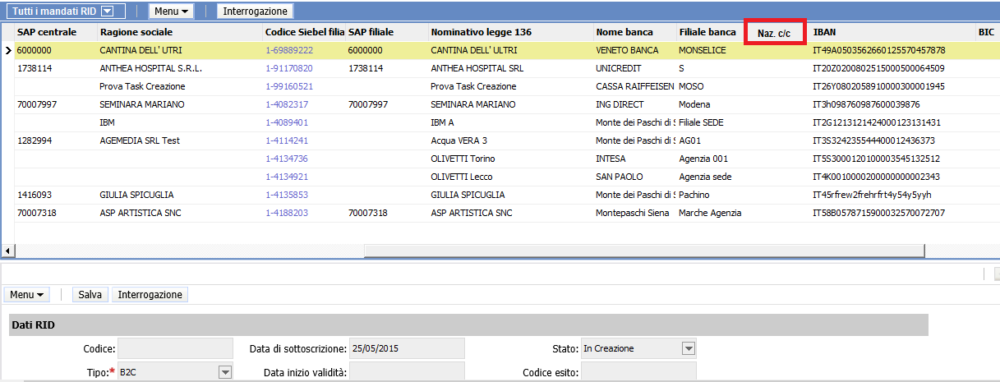 Tutti i mandati RID Menu Interrogazione
SAP centrale Ragione sociale Codice Siebel filia SAP filiale Nominativo legge 136 Nome banca Filiale banca Naz. c/c IBAN BIC
6000000 CANTINA DELL' UTRI 1-69889222 6000000 CANTINA DELL' ULTRI VENETO BANCA MONSELICE IT49A0503562660125570457878
1738114 ANTHEA HOSPITAL S.R.L. 1-91170820 1738114 ANTHEA HOSPITAL SRL UNICREDIT S IT20Z0200802515000500064509
Prova Task Creazione 1-99160521 Prova Task Creazione CASSA RAIFFEISEN MOSO IT26Y0802058910000300001945
70007997 SEMINARA MARIANO 1-4082317 70007997 SEMINARA MARIANO ING DIRECT Modena IT3h098760987600039876
IBM 1-4089401 IBM A Monte dei Paschi di S Filiale SEDE IT2G1213121424000123131431
1282994 AGEMEDIA SRL Test 1-4114241 Acqua VERA 3 Monte dei Paschi di S AG01 IT3S324235544400012436373
1-4134736 OLIVETTI Torino INTESA Agenzia 001 IT5S3000120100003545132512
1-4134921 OLIVETTI Lecco SAN PAOLO Agenzia sede IT4K0010000200000000002343
1416093 GIULIA SPICUGLIA 1-4135853 GIULIA SPICUGLIA Monte dei Paschi di S Pachino IT45rfrew2frehrfrt4y54y5yyh
70007318 ASP ARTISTICA SNC 1-4188203 70007318 ASP ARTISTICA SNC Montepaschi Siena Marche Agenzia IT58B0578715900032570072707
Menu Salva Interrogazione
Dati RID
Codice: Data di sottoscrizione: 25/05/2015 Stato: In Creazione
Tipo:* B2C Data inizio validità: Codice esito: